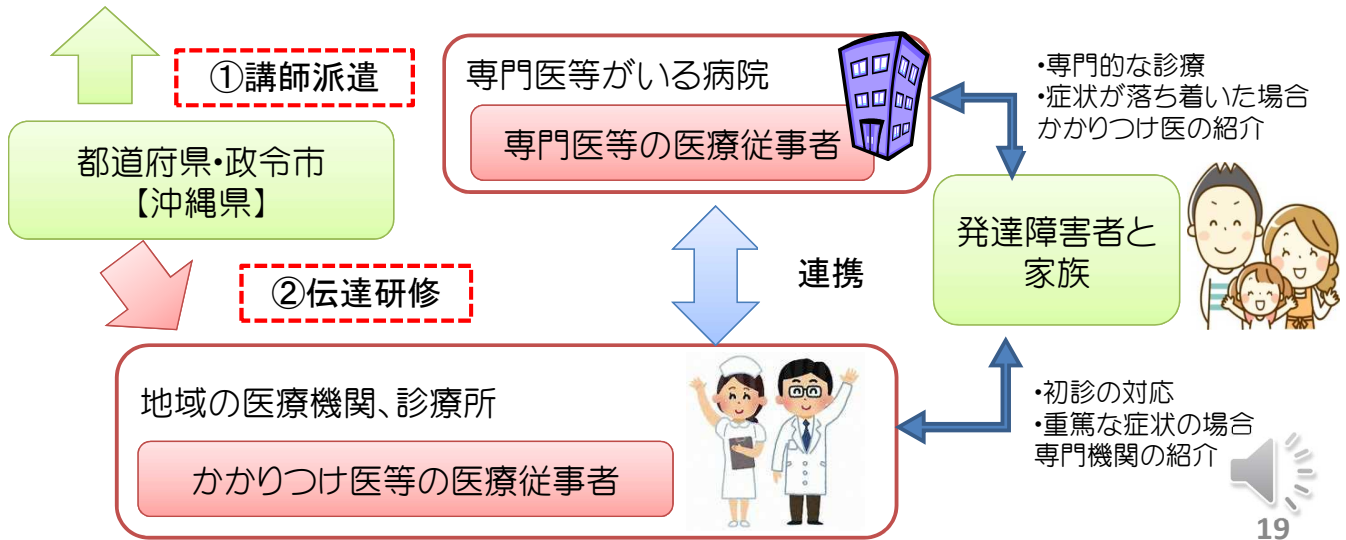 ①講師派遣
都道府県・政令市
【沖縄県】
②伝達研修
専門医等がいる病院
専門医等の医療従事者
連携
・専門的な診療
・症状が落ち着いた場合
かかりつけ医の紹介
発達障害者と
家族
地域の医療機関、診療所
かかりつけ医等の医療従事者
・初診の対応
・重篤な症状の場合
専門機関の紹介
19